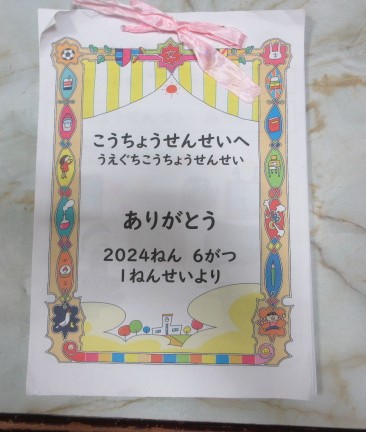 こうちょうせんせいへ
うえぐちこうちょうせんせい
ありがとう
2024ねん 6がつ
1ねんせいより